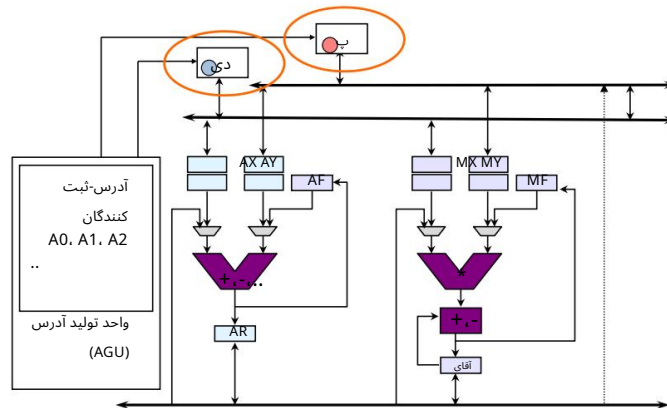 پ
دی
AX AY
MX MY
AF
MF
آدرس-ثبت
کنندگان
A0، A1، A2
..
+,-,..
*
+,-
واحد تولید آدرس
(AGU)
AR
آقای